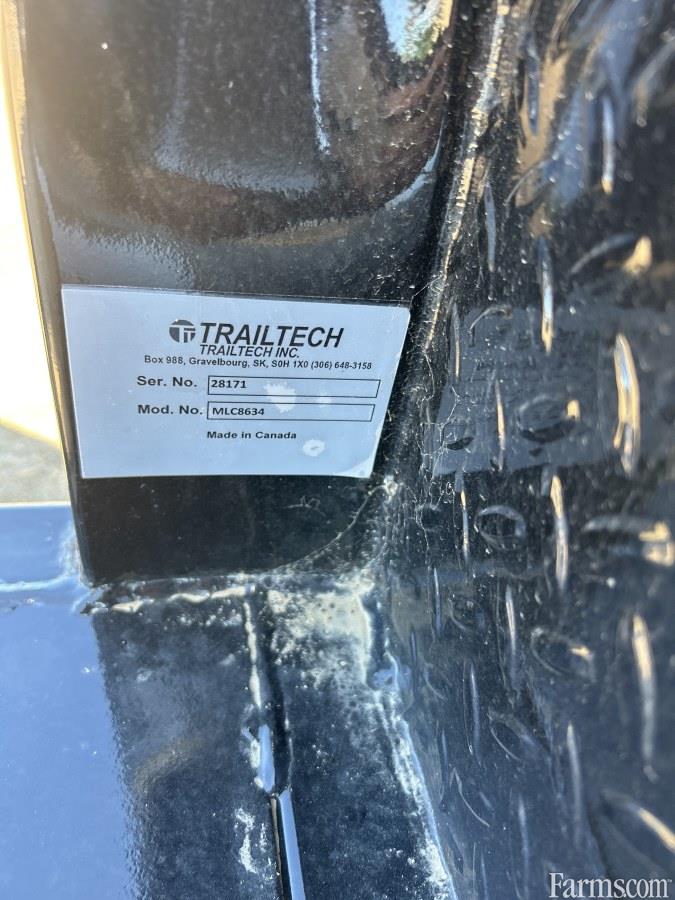 TRAILTECH
TRAILTECH INC.
Box 988, Gravelbourg, SK, S0H 1X0 (306) 648-3158
Ser. No. 28171
Mod. No. MLC8634
Made in Canada
Farms.com